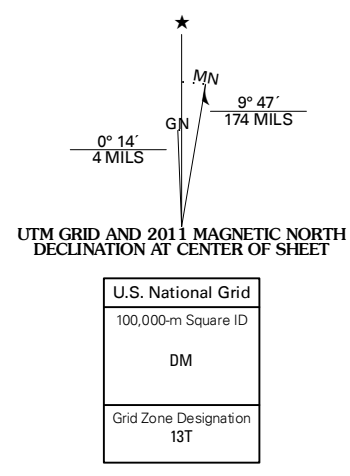 ★
MN
GN
9° 47´
174 MILS
0° 14´
4 MILS
UTM GRID AND 2011 MAGNETIC NORTH
DECLINATION AT CENTER OF SHEET
U.S. National Grid
100,000-m Square ID
DM
Grid Zone Designation
13T